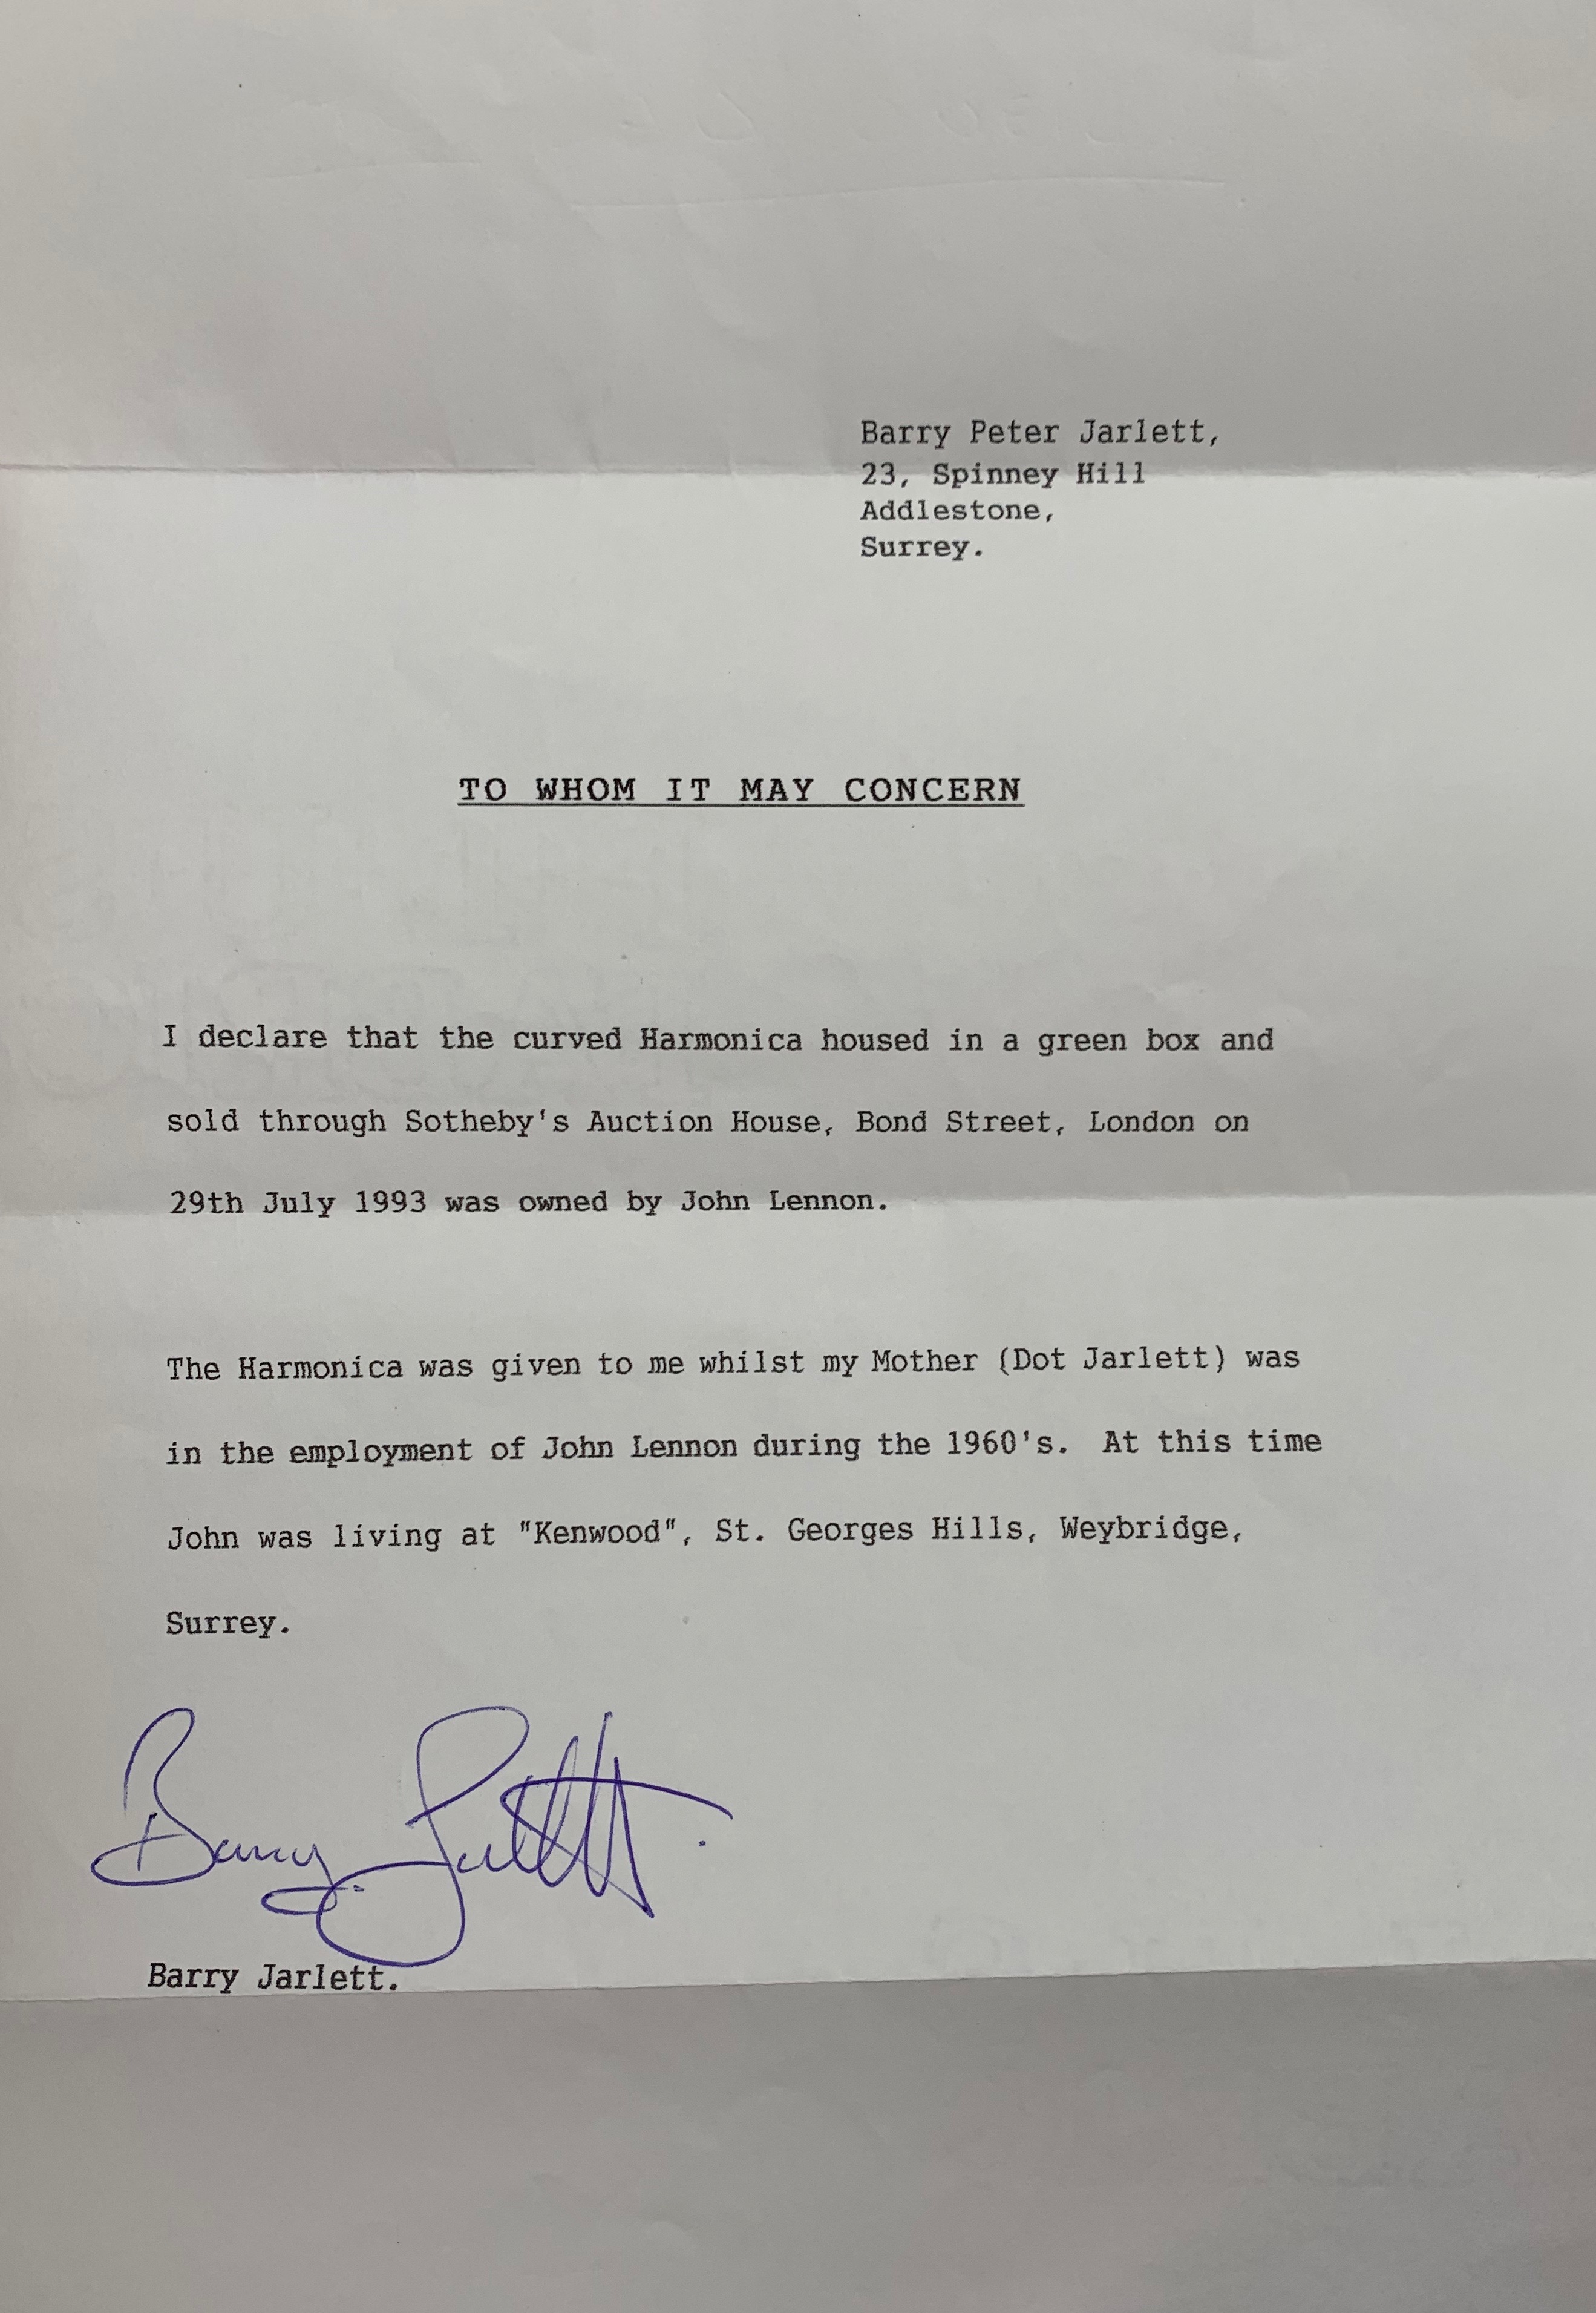 Barry Peter Jarlett,
23, Spinney Hill
Addlestone,
Surrey.
TO WHOM IT MAY CONCERN
I declare that the curved Harmonica housed in a green box and
sold through Sotheby's Auction House, Bond Street, London on
29th July 1993 was owned by John Lennon.
The Harmonica was given to me whilst my Mother (Dot Jarlett) was
in the employment of John Lennon during the 1960's.  At this time
John was living at "Kenwood", St. Georges Hills, Weybridge,
Surrey.
Barry Jarlett.
Barry Jarlett.